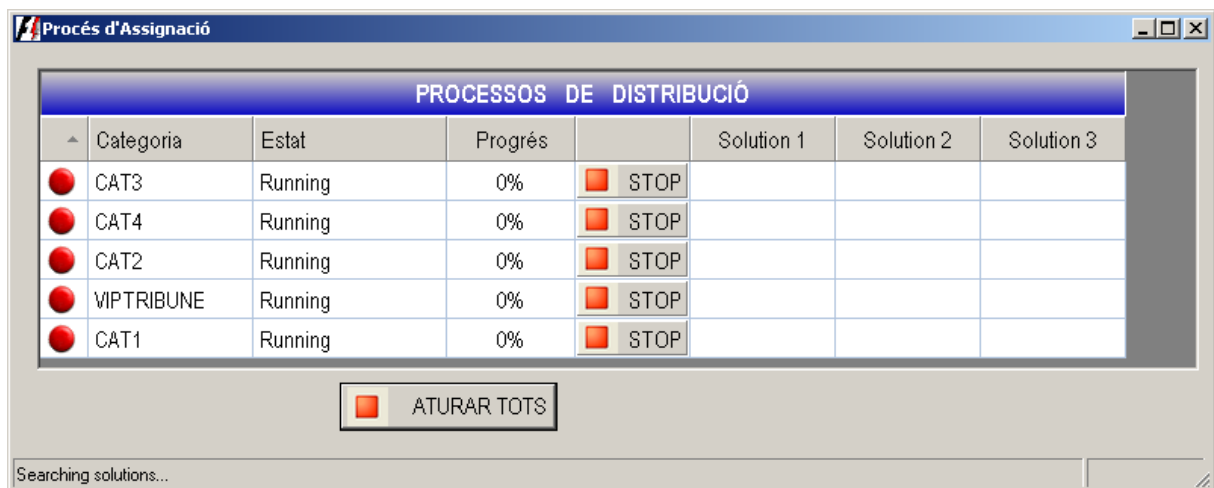 Procés d'Assignació
PROCESSOS DE DISTRIBUCIÓ
Categoria Estat Progrés Solution 1 Solution 2 Solution 3
CAT3 Running 0% STOP
CAT4 Running 0% STOP
CAT2 Running 0% STOP
VIPTRIBUNE Running 0% STOP
CAT1 Running 0% STOP
ATURAR TOTS
Searching solutions...